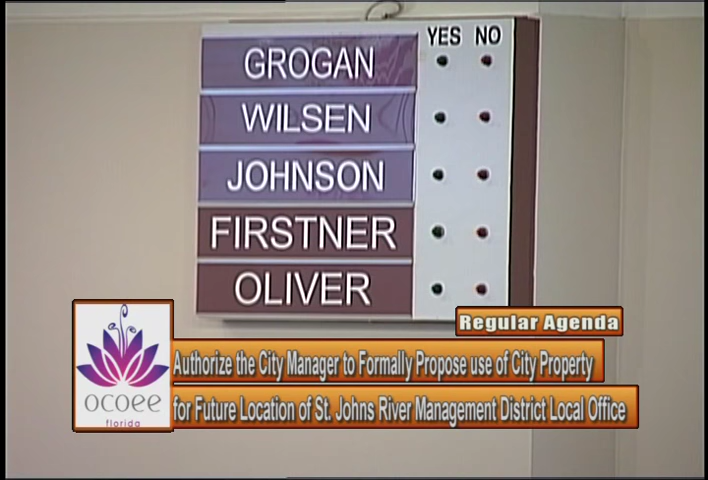 YES NO
GROGAN
WILSEN
JOHNSON
FIRSTNER
OLIVER
Regular Agenda
Authorize the City Manager to Formally Propose use of City Property
for Future Location of St. Johns River Management District Local Office
ocoee
florida